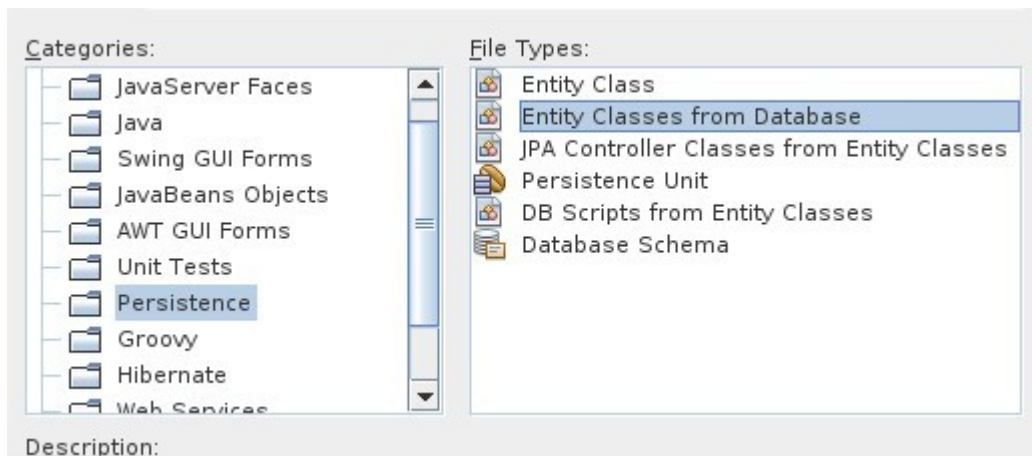 Categories:
JavaServer Faces
Java
Swing GUI Forms
JavaBeans Objects
AWT GUI Forms
Unit Tests
Persistence
Groovy
Hibernate
Web Services
File Types:
Entity Class
Entity Classes from Database
JPA Controller Classes from Entity Classes
Persistence Unit
DB Scripts from Entity Classes
Database Schema
Description: